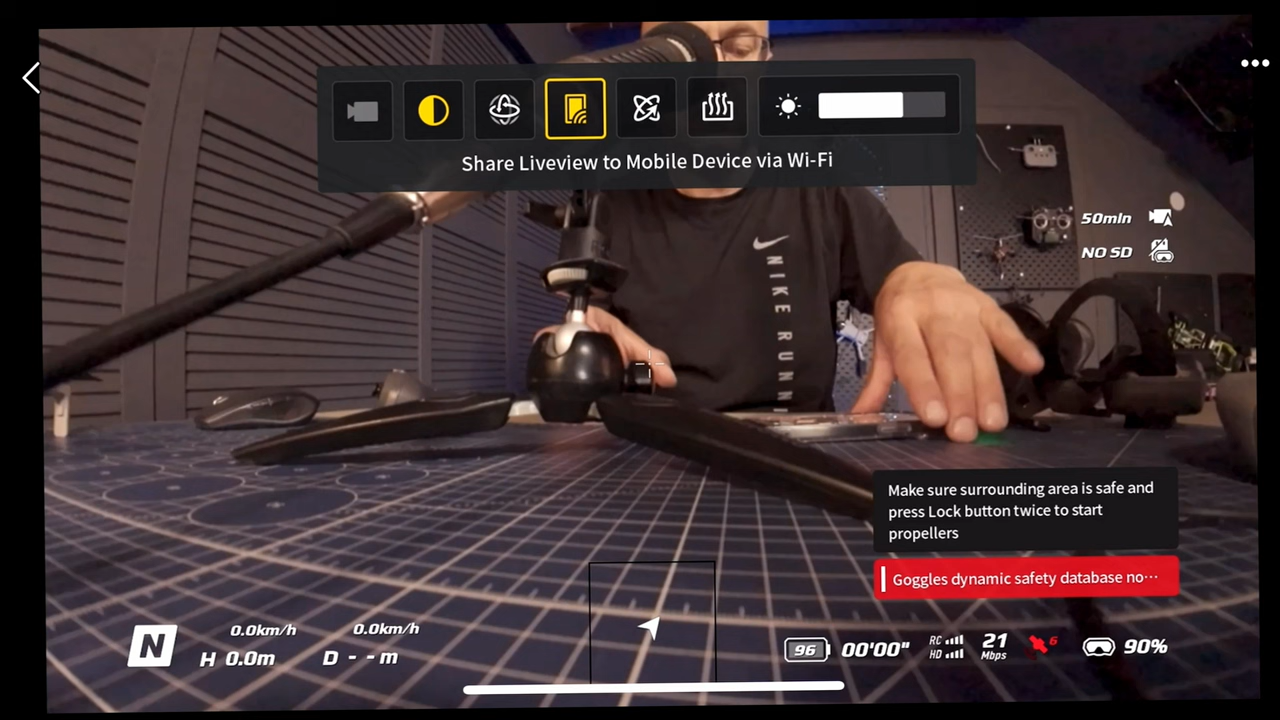 Share Liveview to Mobile Device via Wi-Fi
50min
NO SD
NIKE RUNNI
Make sure surrounding area is safe and
press Lock button twice to start
propellers
Goggles dynamic safety database no···
N
0.0km/h
0.0km/h
H 0.0m
D - - m
96
00'00"
RC
HD
21
Mbps
6
90%